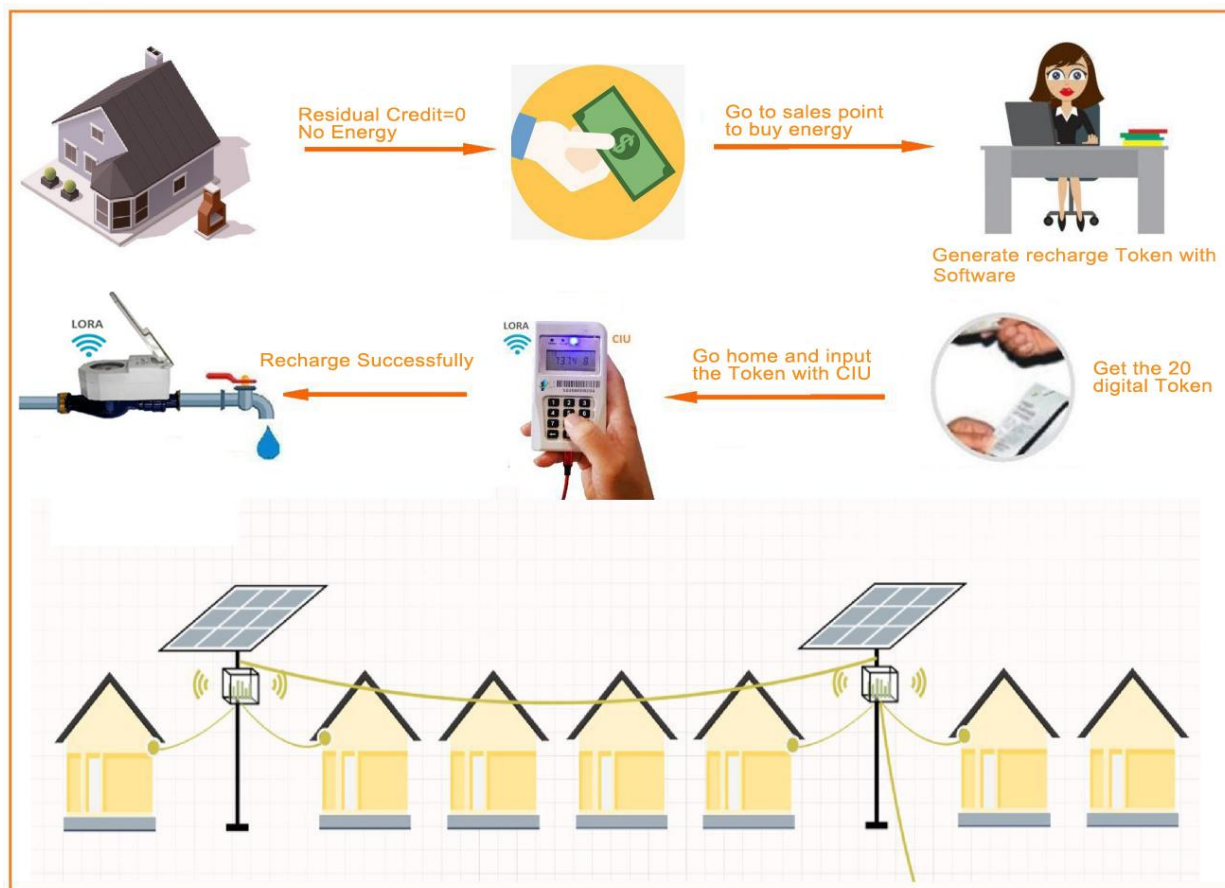 Residual Credit=0
No Energy
Go to sales point
to buy energy
Generate recharge Token with
Software
LORA
Recharge Successfully
LORA
CIU
Go home and input
the Token with CIU
Get the 20
digital Token